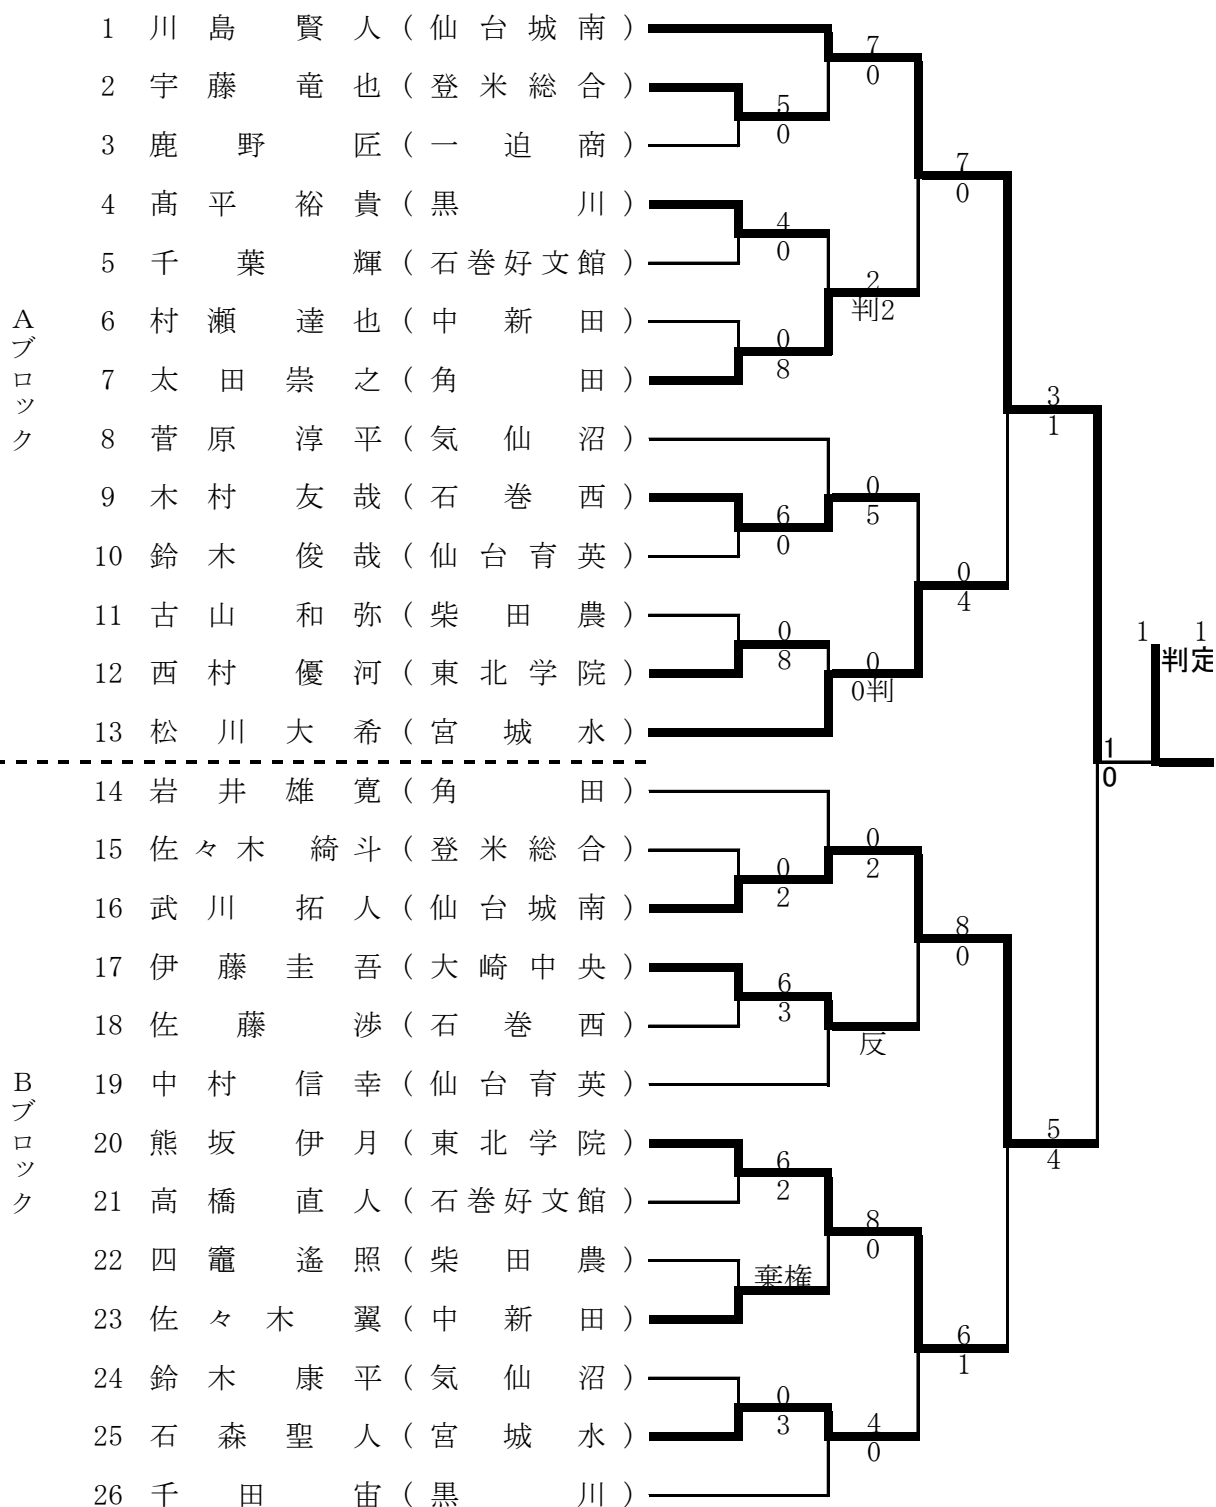 1 川島 賢人 (仙台城南)
2 宇藤 竜也 (登米総合)
3 鹿野 匠 (一迫商)
4 髙平 裕貴 (黒川)
5 千葉 輝 (石巻好文館)
6 村瀬 達也 (中新田)
7 太田崇之 (角田)
8 菅原 淳平 (気仙沼)
9 木村 友哉 (石巻西)
10 鈴木 俊哉 (仙台育英)
11 古山 和弥 (柴田農)
12 西村 優河 (東北学院)
13 松川大希 (宮城水)
14 岩井雄寛 (角田)
15 佐々木 綺斗 (登米総合)
16 武川 拓人 (仙台城南)
17 伊藤圭吾 (大崎中央)
18 佐藤 渉 (石巻西)
19 中村 信幸 (仙台育英)
20 熊坂 伊月 (東北学院)
21 高橋 直人 (石巻好文館)
22 四竈 遙照 (柴田農)
23 佐々木 翼 (中新田)
24 鈴木 康平 (気仙沼)
25 石森聖人 (宮城水)
26 千田 宙 (黒川)
Aブロック
Bブロック
5
0
4
0
0
8
6
0
0
8
0
2
6
3
6
2
棄権
0
3
7
0
2
判2
0
5
0
0判
0
2
反
8
0
4
0
7
0
0
4
8
0
6
1
3
1
5
4
1
0
1 1
判定